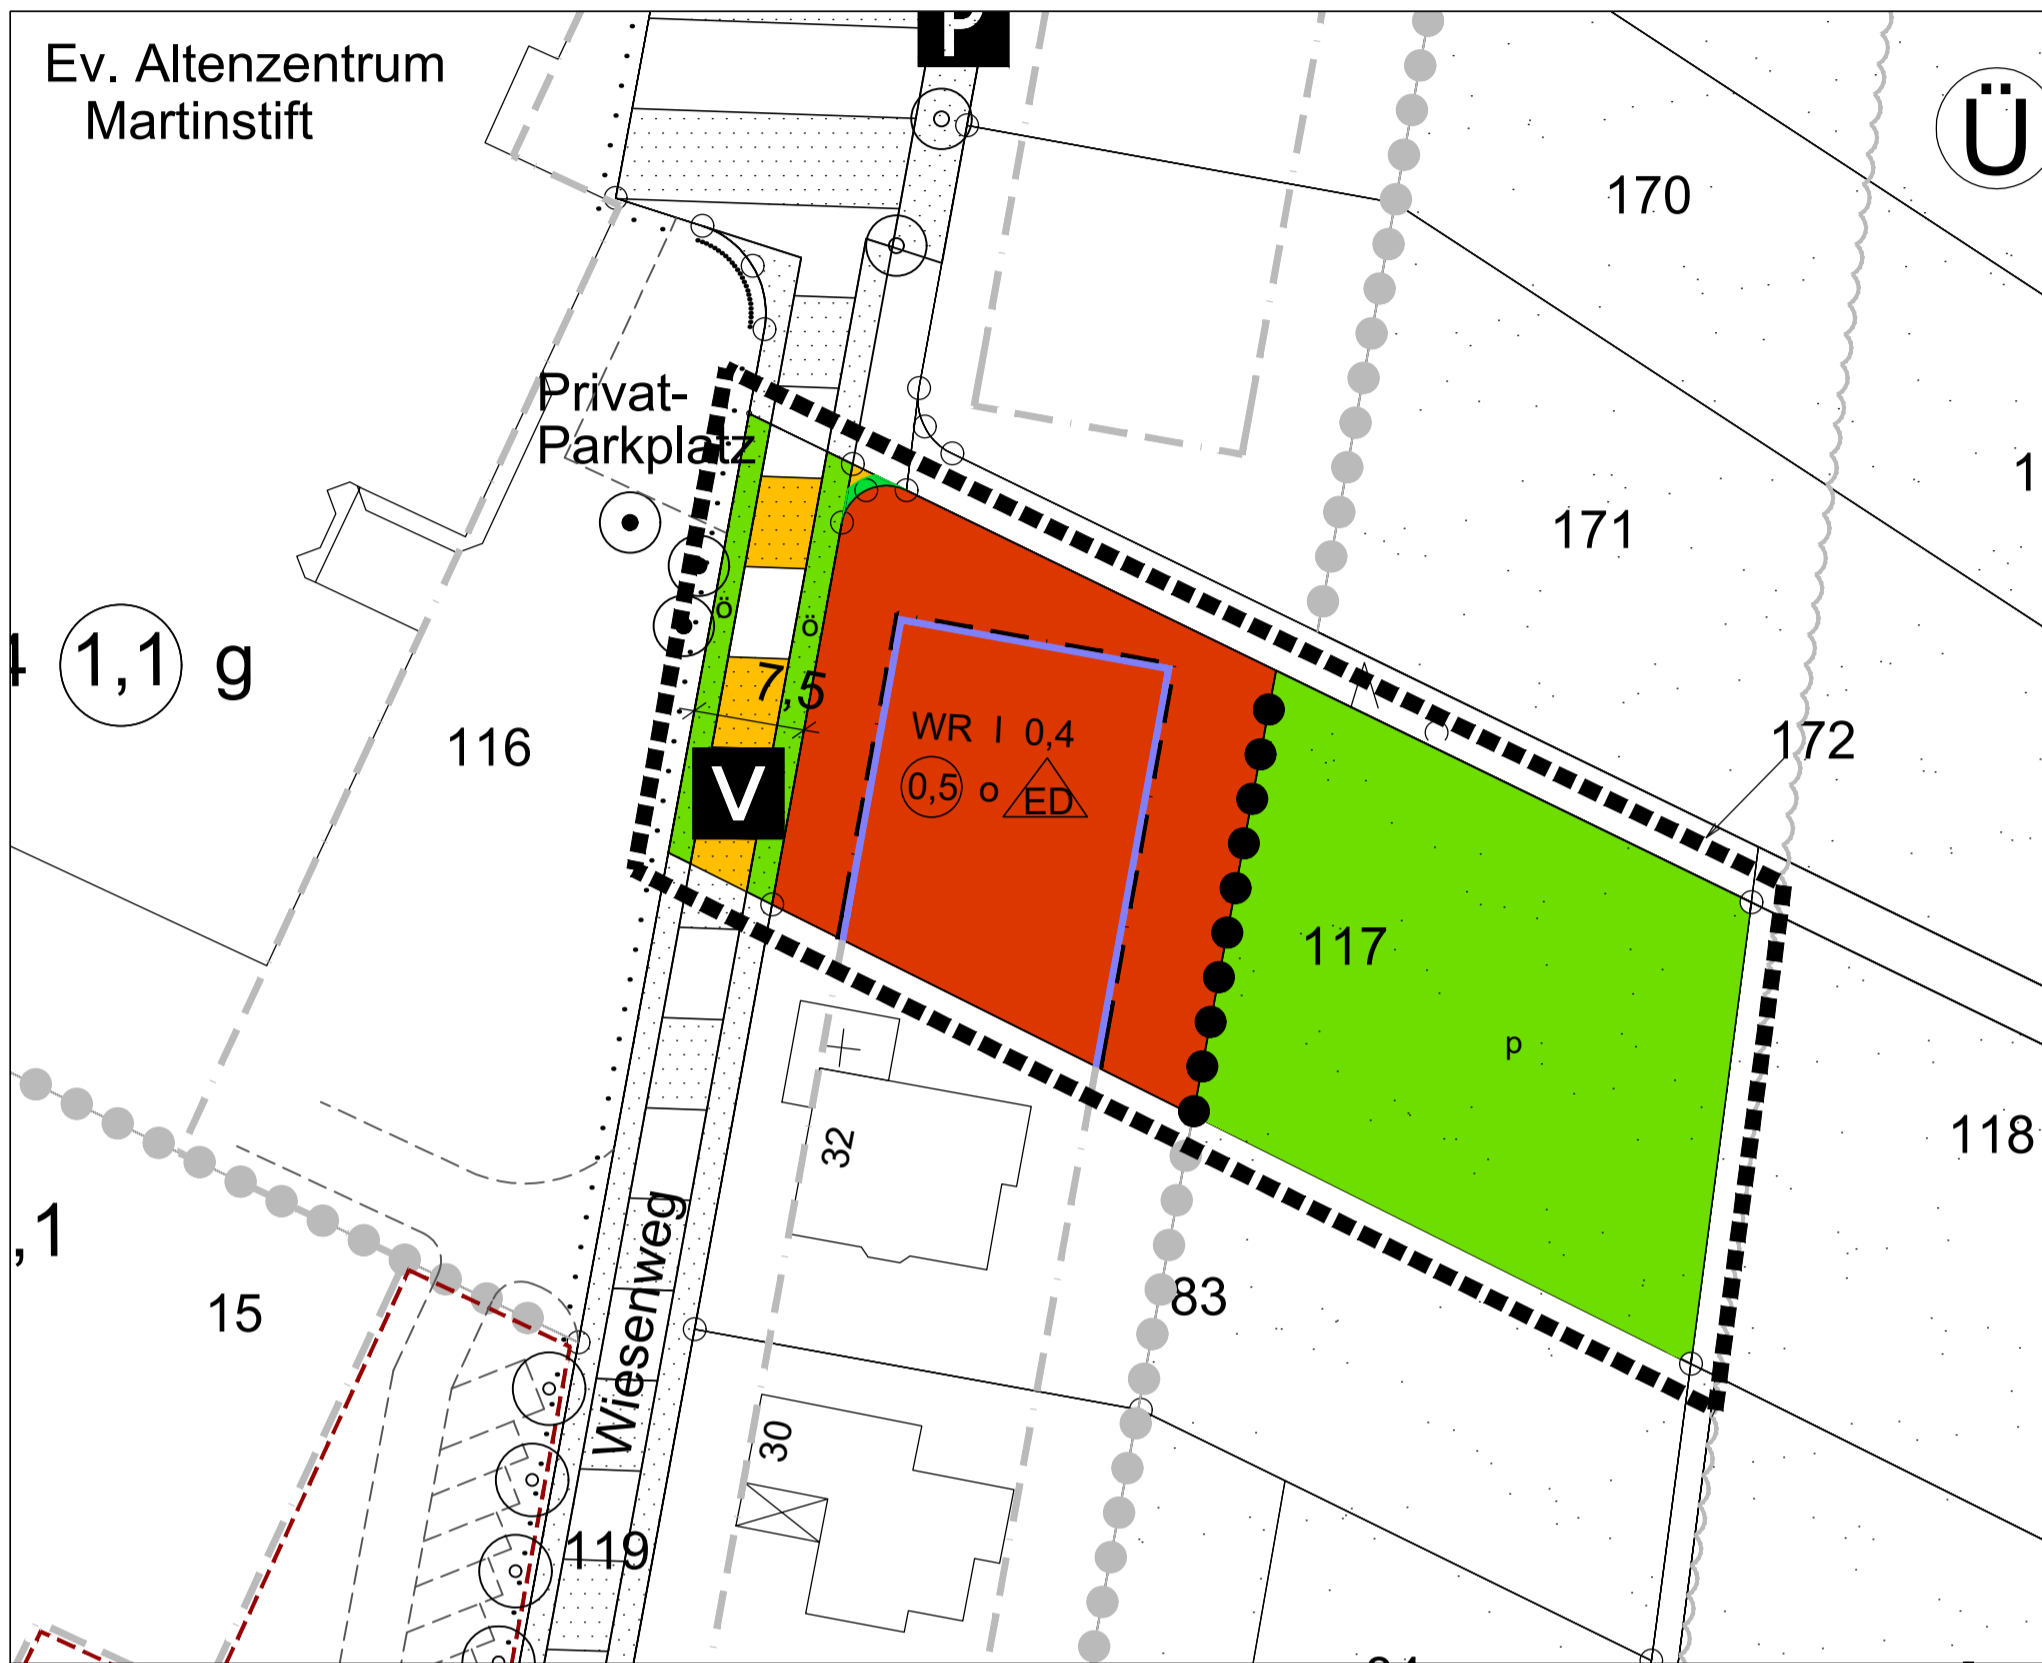 P
Ev. Altenzentrum
Martinstift
Ü
170
Privat-
Parkplatz
1
171
ö
ö
4 1,1 g
7,5
WR I 0,4
0,5 o ED
116
172
V
117
p
118
32
,1
83
15
Wiesenweg
30
119